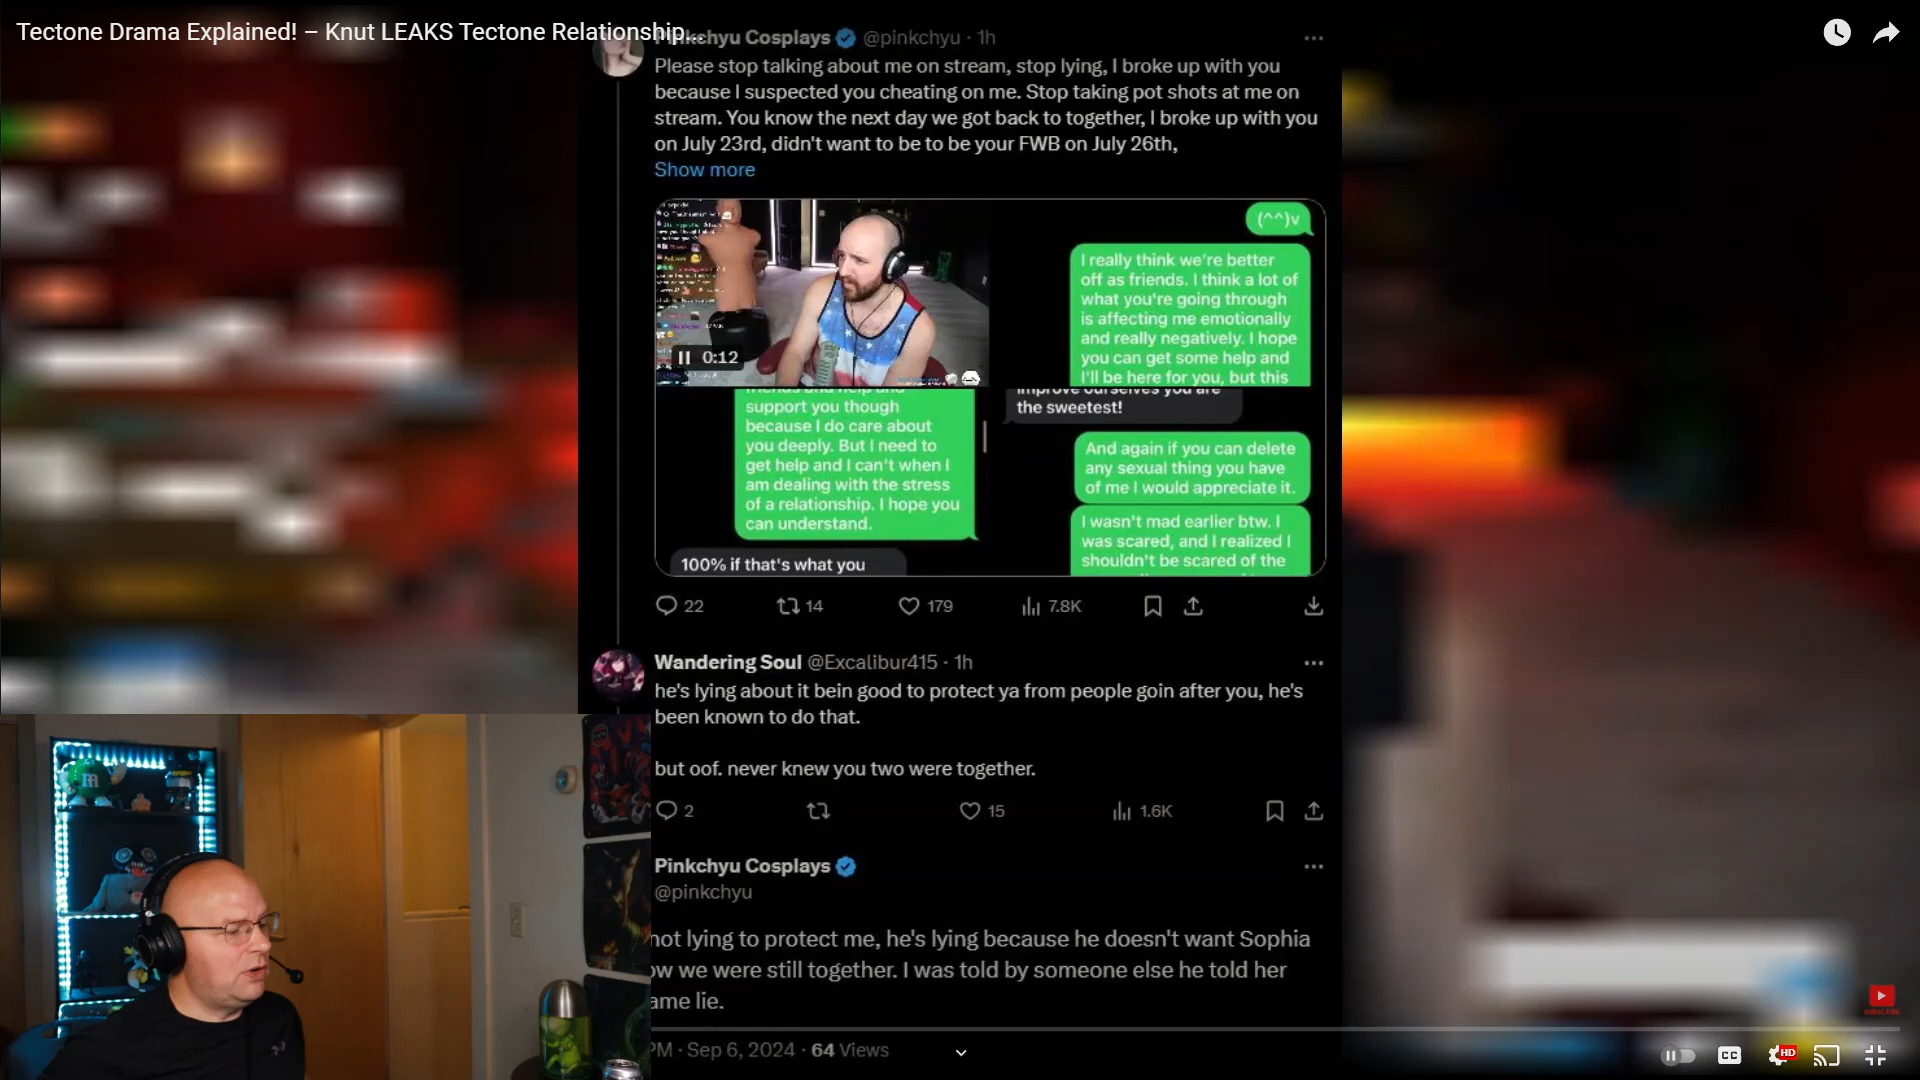 Tectone Drama Explained! – Knut LEAKS Tectone Relationship...
Pinkchyu Cosplays @pinkchyu · 1h
Please stop talking about me on stream, stop lying, I broke up with you
because I suspected you cheating on me. Stop taking pot shots at me on
stream. You know the next day we got back to together, I broke up with you
on July 23rd, didn't want to be to be your FWB on July 26th,
Show more
0:12
(^^)v
I really think we're better
off as friends. I think a lot of
what you're going through
is affecting me emotionally
and really negatively. I hope
you can get some help and
I'll be here for you, but this
friends and help and
support you though
because I do care about
you deeply. But I need to
get help and I can't when I
am dealing with the stress
of a relationship. I hope you
can understand.
100% if that's what you
improve ourselves you are
the sweetest!
And again if you can delete
any sexual thing you have
of me I would appreciate it.
I wasn't mad earlier btw. I
was scared, and I realized I
shouldn't be scared of the
22 14 179 7.8K
Wandering Soul @Excalibur415 · 1h
he's lying about it bein good to protect ya from people goin after you, he's
been known to do that.
but oof. never knew you two were together.
2 15 1.6K
Pinkchyu Cosplays
@pinkchyu
not lying to protect me, he's lying because he doesn't want Sophia
ow we were still together. I was told by someone else he told her
ame lie.
PM · Sep 6, 2024 · 64 Views
SUBSCRIBE
CC
HD